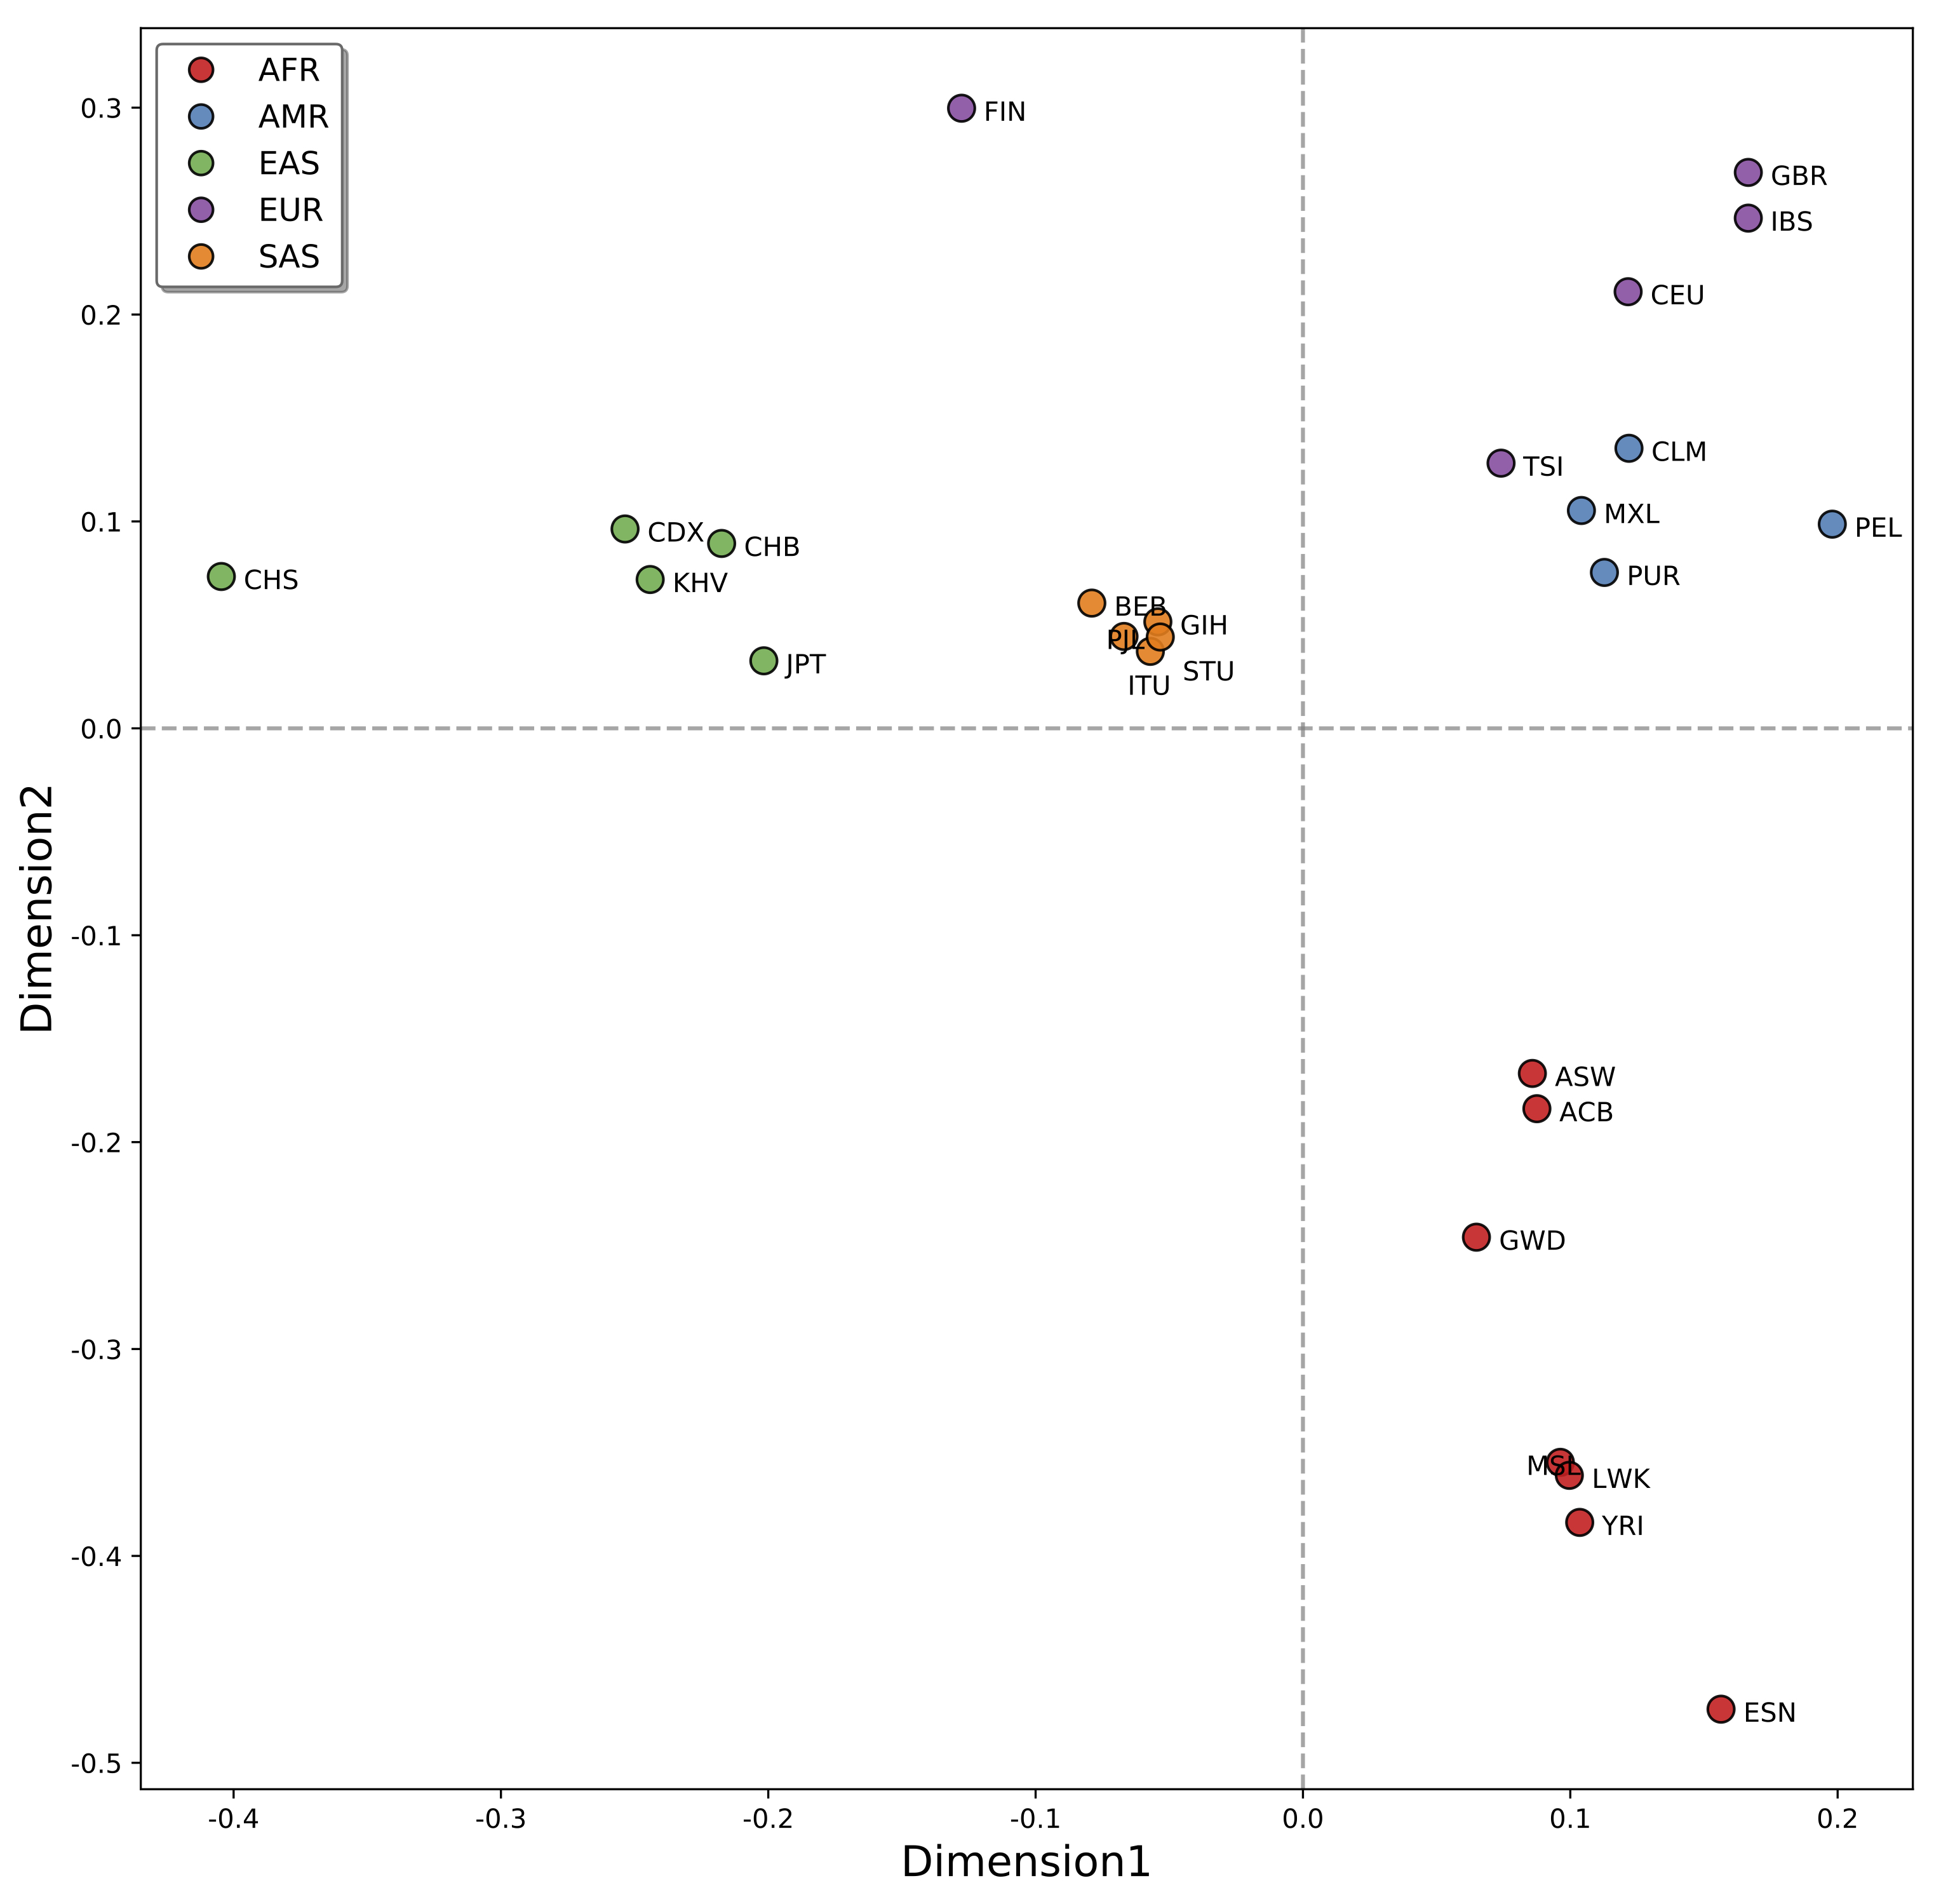 AFR
AMR
EAS
EUR
SAS
FIN
GBR
IBS
CEU
CLM
TSI
MXL
PEL
CDX
CHB
PUR
CHS
KHV
BEB
GIH
PJL
JPT
STU
ITU
ASW
ACB
GWD
MSL
LWK
YRI
ESN
0.3
0.2
0.1
0.0
-0.1
-0.2
-0.3
-0.4
-0.5
Dimension2
-0.4 -0.3 -0.2 -0.1 0.0 0.1 0.2
Dimension1